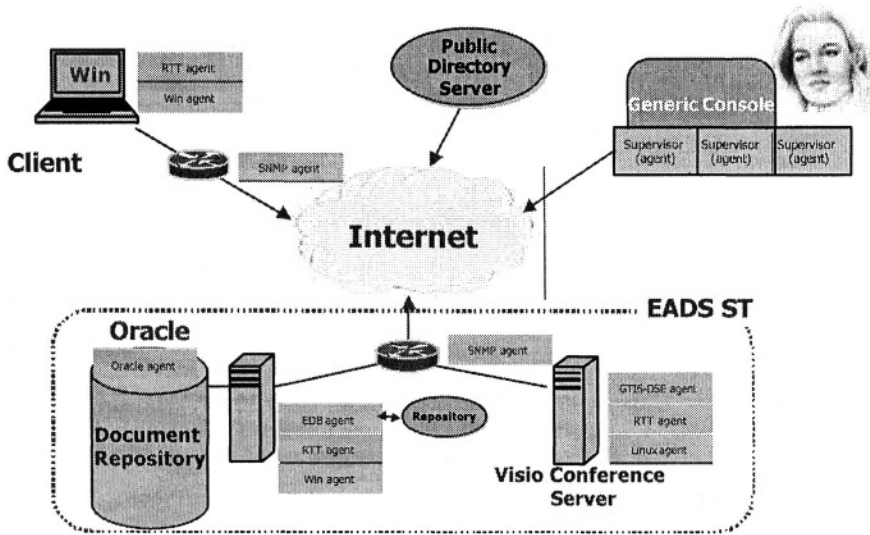 Win
RTT agent
Win agent
Client
SNMP agent
Public
Directory
Server
Generic Console
Supervisor
(agent)
Supervisor
(agent)
Supervisor
(agent)
Internet
EADS ST
Oracle
Oracle agent
Document
Repository
SNMP agent
EDB agent
RTT agent
Win agent
Repository
GTI6-DSE agent
RTT agent
Linux agent
Visio Conference
Server